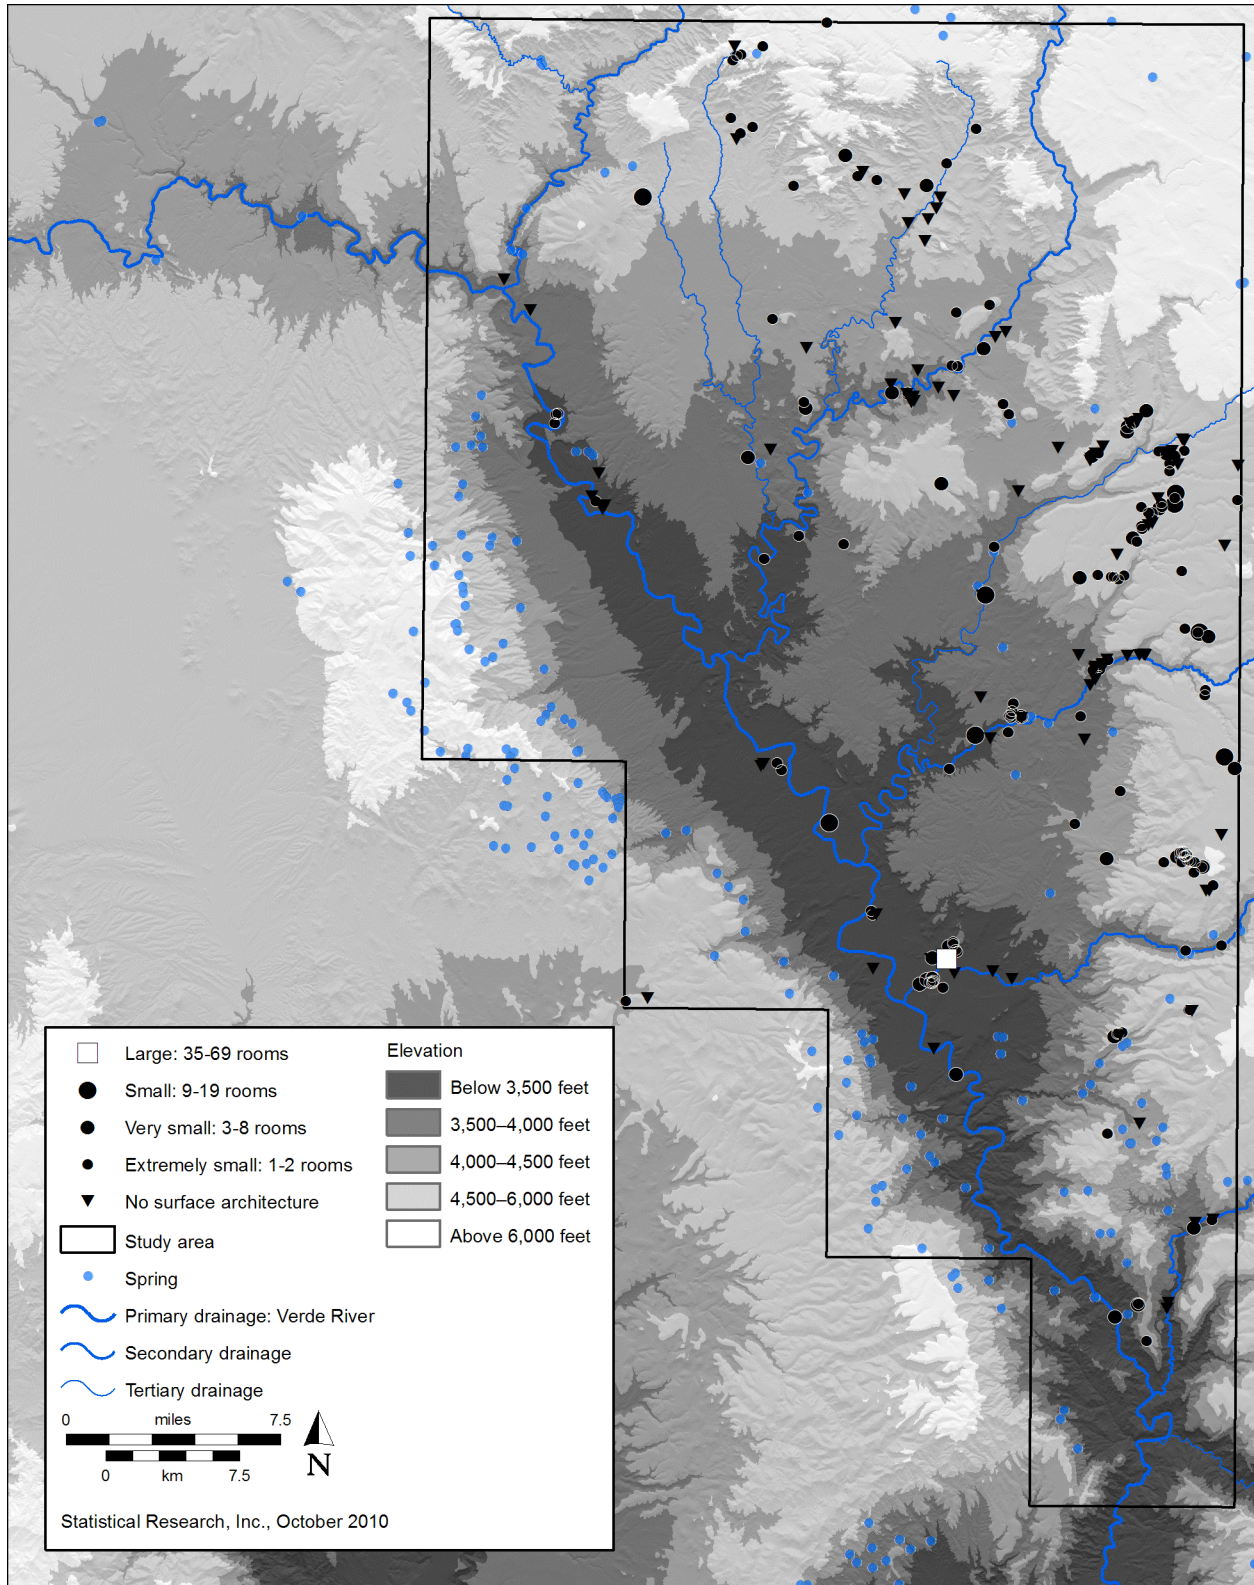 Large: 35-69 rooms
Small: 9-19 rooms
Very small: 3-8 rooms
Extremely small: 1-2 rooms
No surface architecture
Study area
Spring
Primary drainage: Verde River
Secondary drainage
Tertiary drainage
Elevation
Below 3,500 feet
3,500–4,000 feet
4,000–4,500 feet
4,500–6,000 feet
Above 6,000 feet
0 miles 7.5
0 km 7.5
N
Statistical Research, Inc., October 2010